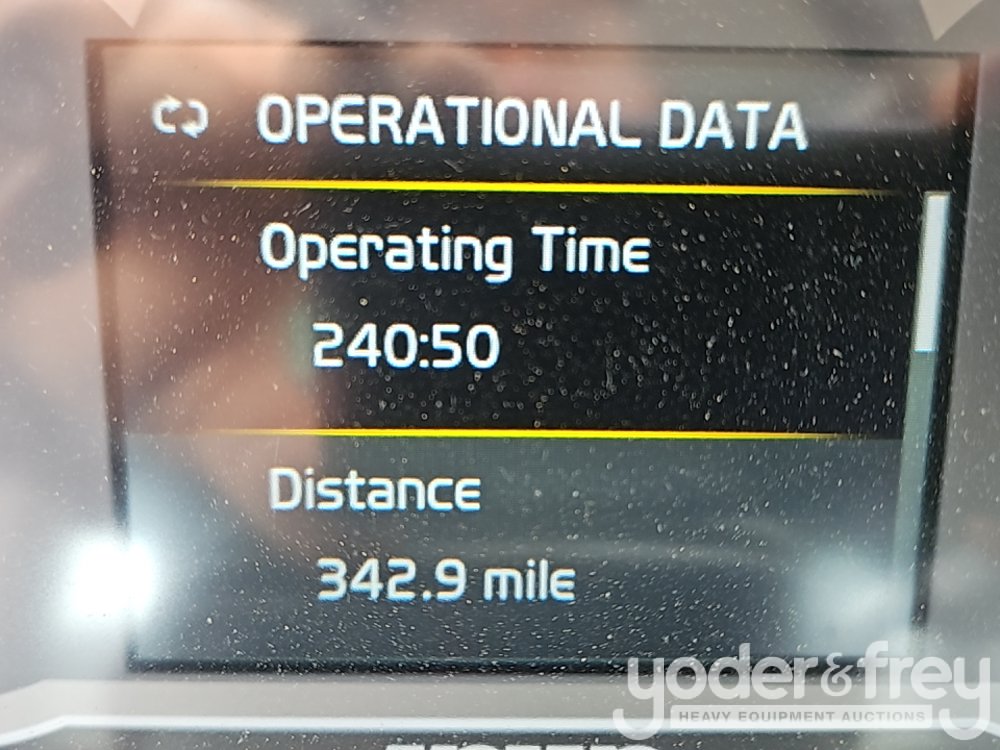 OPERATIONAL DATA
Operating Time
240:50
Distance
342.9 mile
yoder&frey
HEAVY EQUIPMENT AUCTIONS